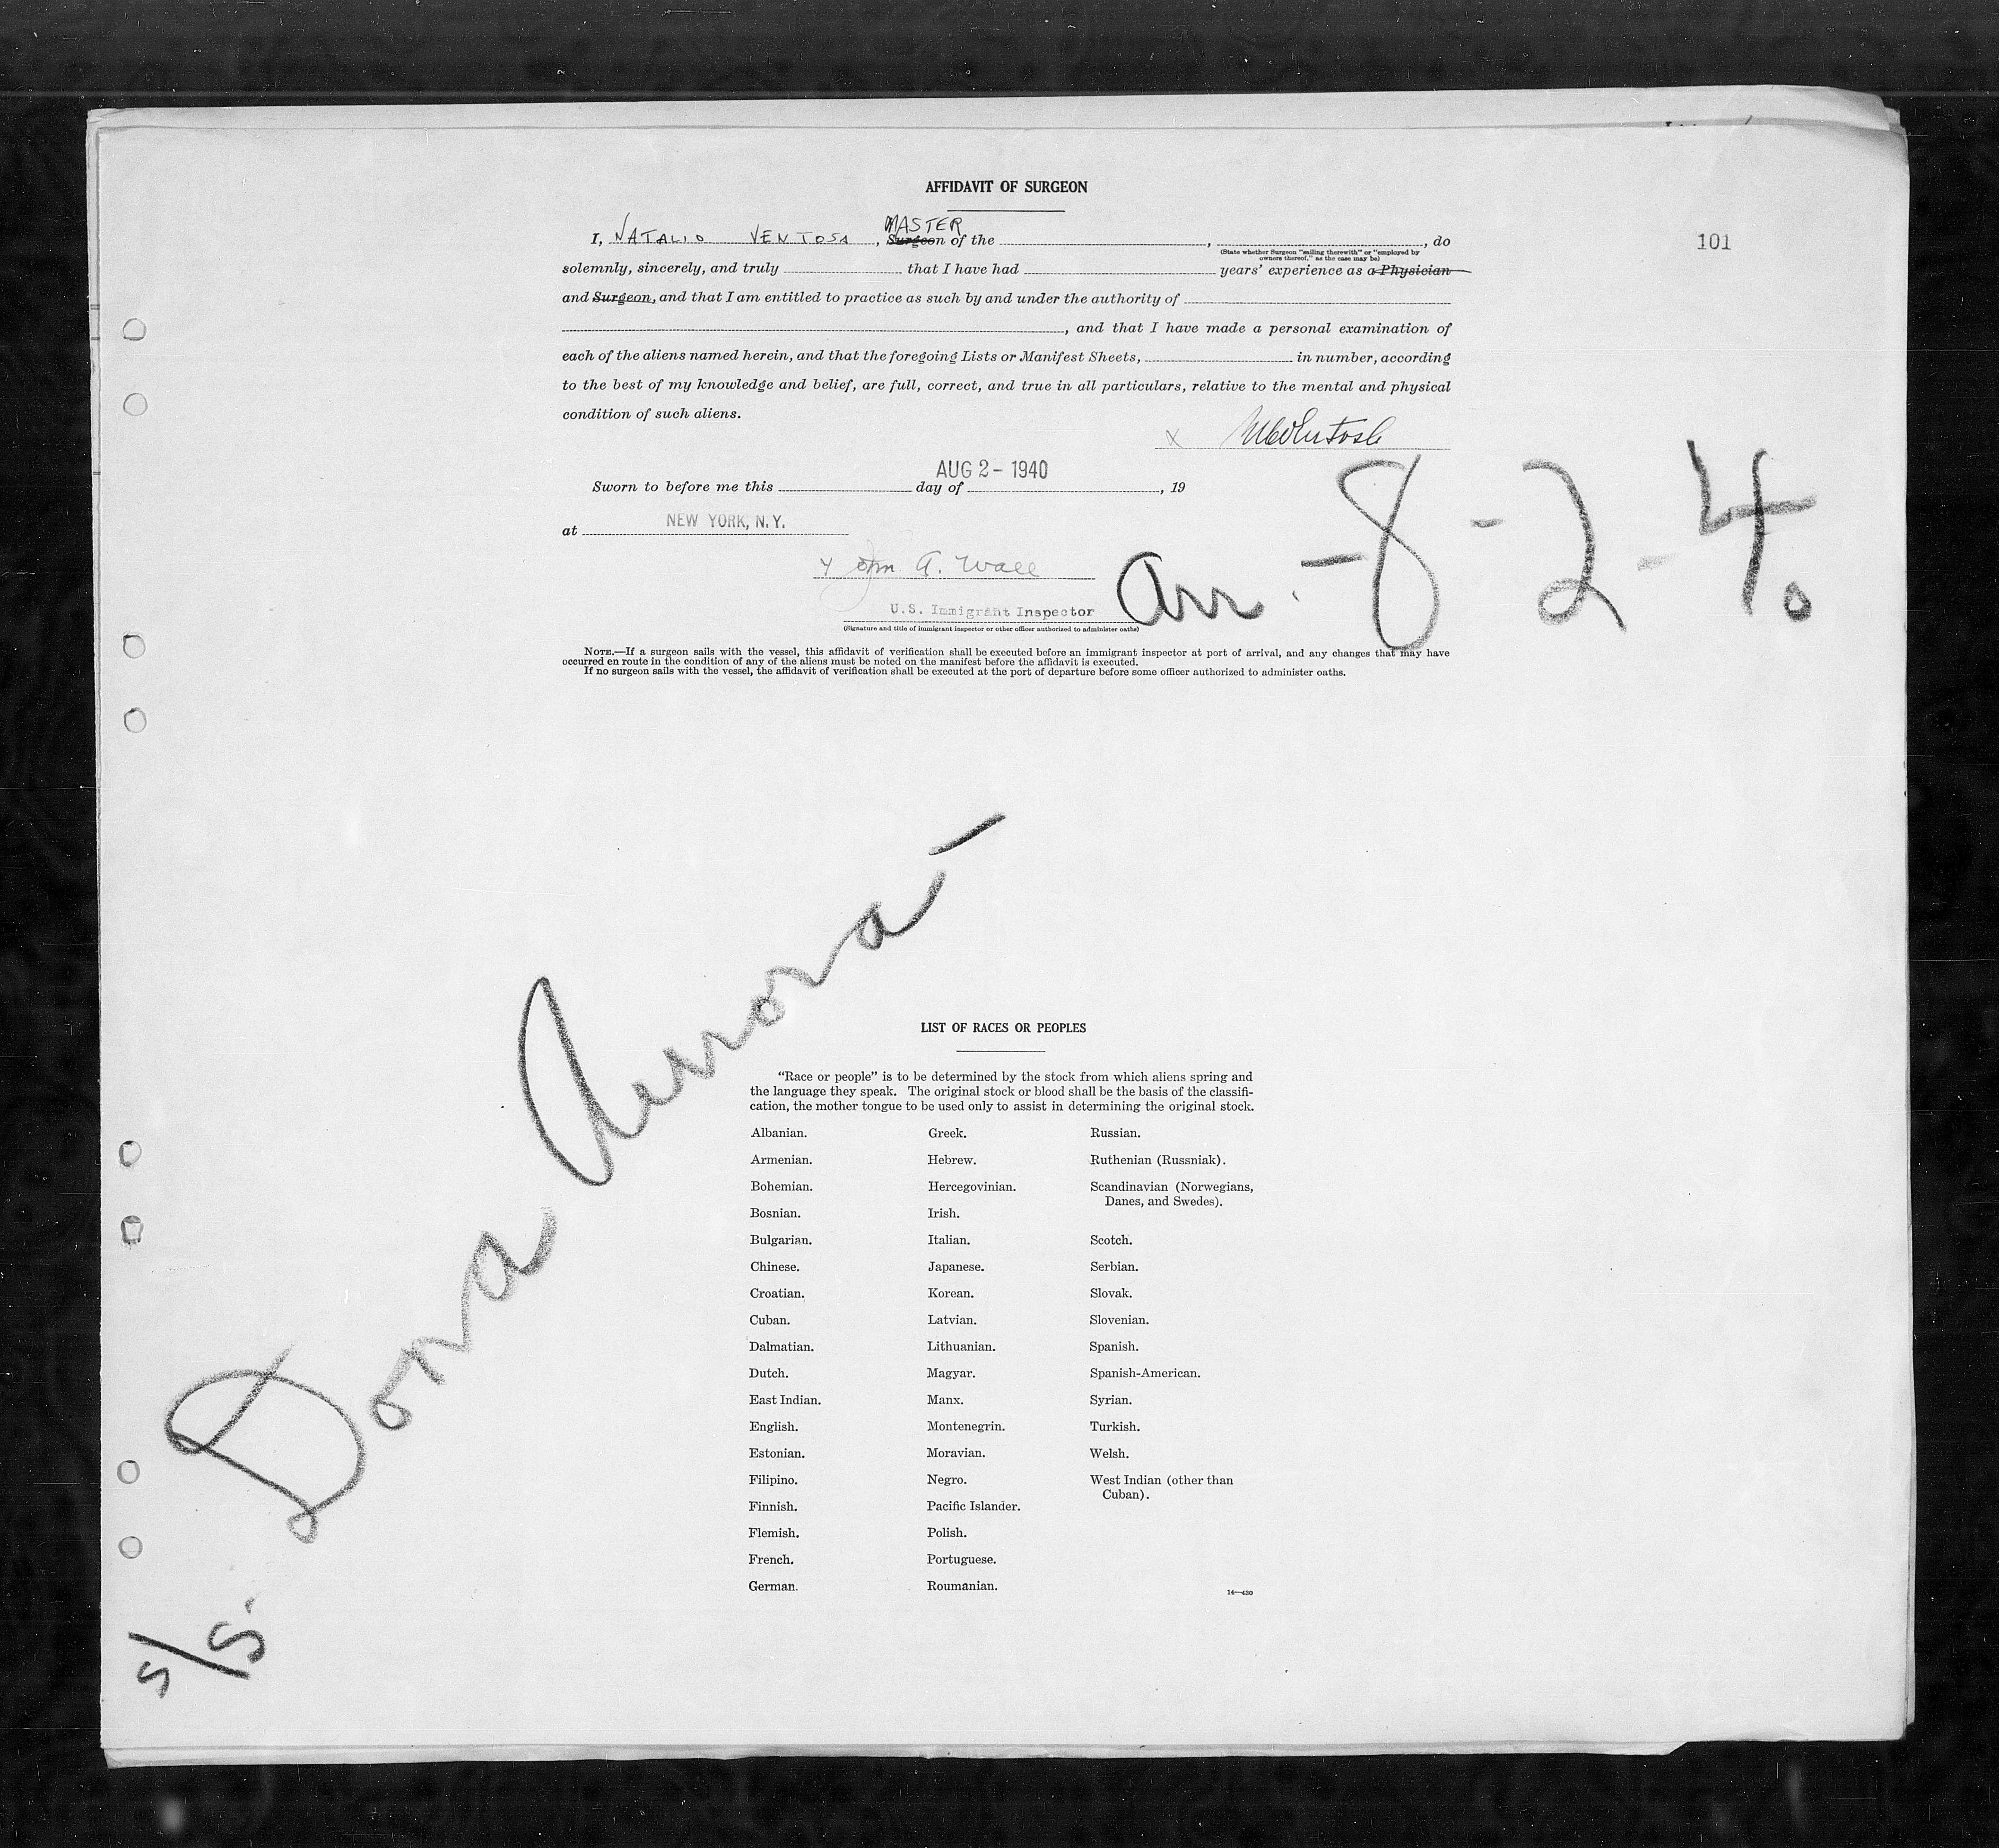 AFFIDAVIT OF SURGEON
101
MASTER
I, NATALIO VENTOSA, Surgeon of the , , do
(State whether Surgeon "sailing therewith" or "employed by
owners thereof," as the case may be)
solemnly, sincerely, and truly that I have had years' experience as a Physician
and Surgeon, and that I am entitled to practice as such by and under the authority of
, and that I have made a personal examination of
each of the aliens named herein, and that the foregoing Lists or Manifest Sheets, in number, according
to the best of my knowledge and belief, are full, correct, and true in all particulars, relative to the mental and physical
condition of such aliens.
x
AUG 2 - 1940
Sworn to before me this day of , 19
NEW YORK, N.Y.
at
John A. Wall
Arr. - 8 - 2 - 40
U.S. Immigrant Inspector
(Signature and title of immigrant inspector or other officer authorized to administer oaths)
NOTE.—If a surgeon sails with the vessel, this affidavit of verification shall be executed before an immigrant inspector at port of arrival, and any changes that may have
occurred en route in the condition of any of the aliens must be noted on the manifest before the affidavit is executed.
If no surgeon sails with the vessel, the affidavit of verification shall be executed at the port of departure before some officer authorized to administer oaths.
S/S. Dona Aurora -
LIST OF RACES OR PEOPLES
"Race or people" is to be determined by the stock from which aliens spring and
the language they speak. The original stock or blood shall be the basis of the classifi-
cation, the mother tongue to be used only to assist in determining the original stock.
Albanian.
Armenian.
Bohemian.
Bosnian.
Bulgarian.
Chinese.
Croatian.
Cuban.
Dalmatian.
Dutch.
East Indian.
English.
Estonian.
Filipino.
Finnish.
Flemish.
French.
German.
Greek.
Hebrew.
Hercegovinian.
Irish.
Italian.
Japanese.
Korean.
Latvian.
Lithuanian.
Magyar.
Manx.
Montenegrin.
Moravian.
Negro.
Pacific Islander.
Polish.
Portuguese.
Roumanian.
Russian.
Ruthenian (Russniak).
Scandinavian (Norwegians,
Danes, and Swedes).
Scotch.
Serbian.
Slovak.
Slovenian.
Spanish.
Spanish-American.
Syrian.
Turkish.
Welsh.
West Indian (other than
Cuban).
14—430